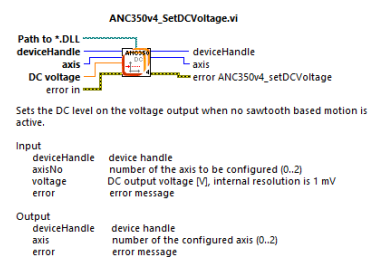 ANC350v4_SetDCVoltage.vi
Path to *.DLL
deviceHandle
axis
DC voltage
error in
ANC350
DC
4
deviceHandle
axis
error ANC350v4_setDCVoltage
Sets the DC level on the voltage output when no sawtooth based motion is
active.
Input
deviceHandle device handle
axisNo number of the axis to be configured (0..2)
voltage DC output voltage [V], internal resolution is 1 mV
error error message
Output
deviceHandle device handle
axis number of the configured axis (0..2)
error error message